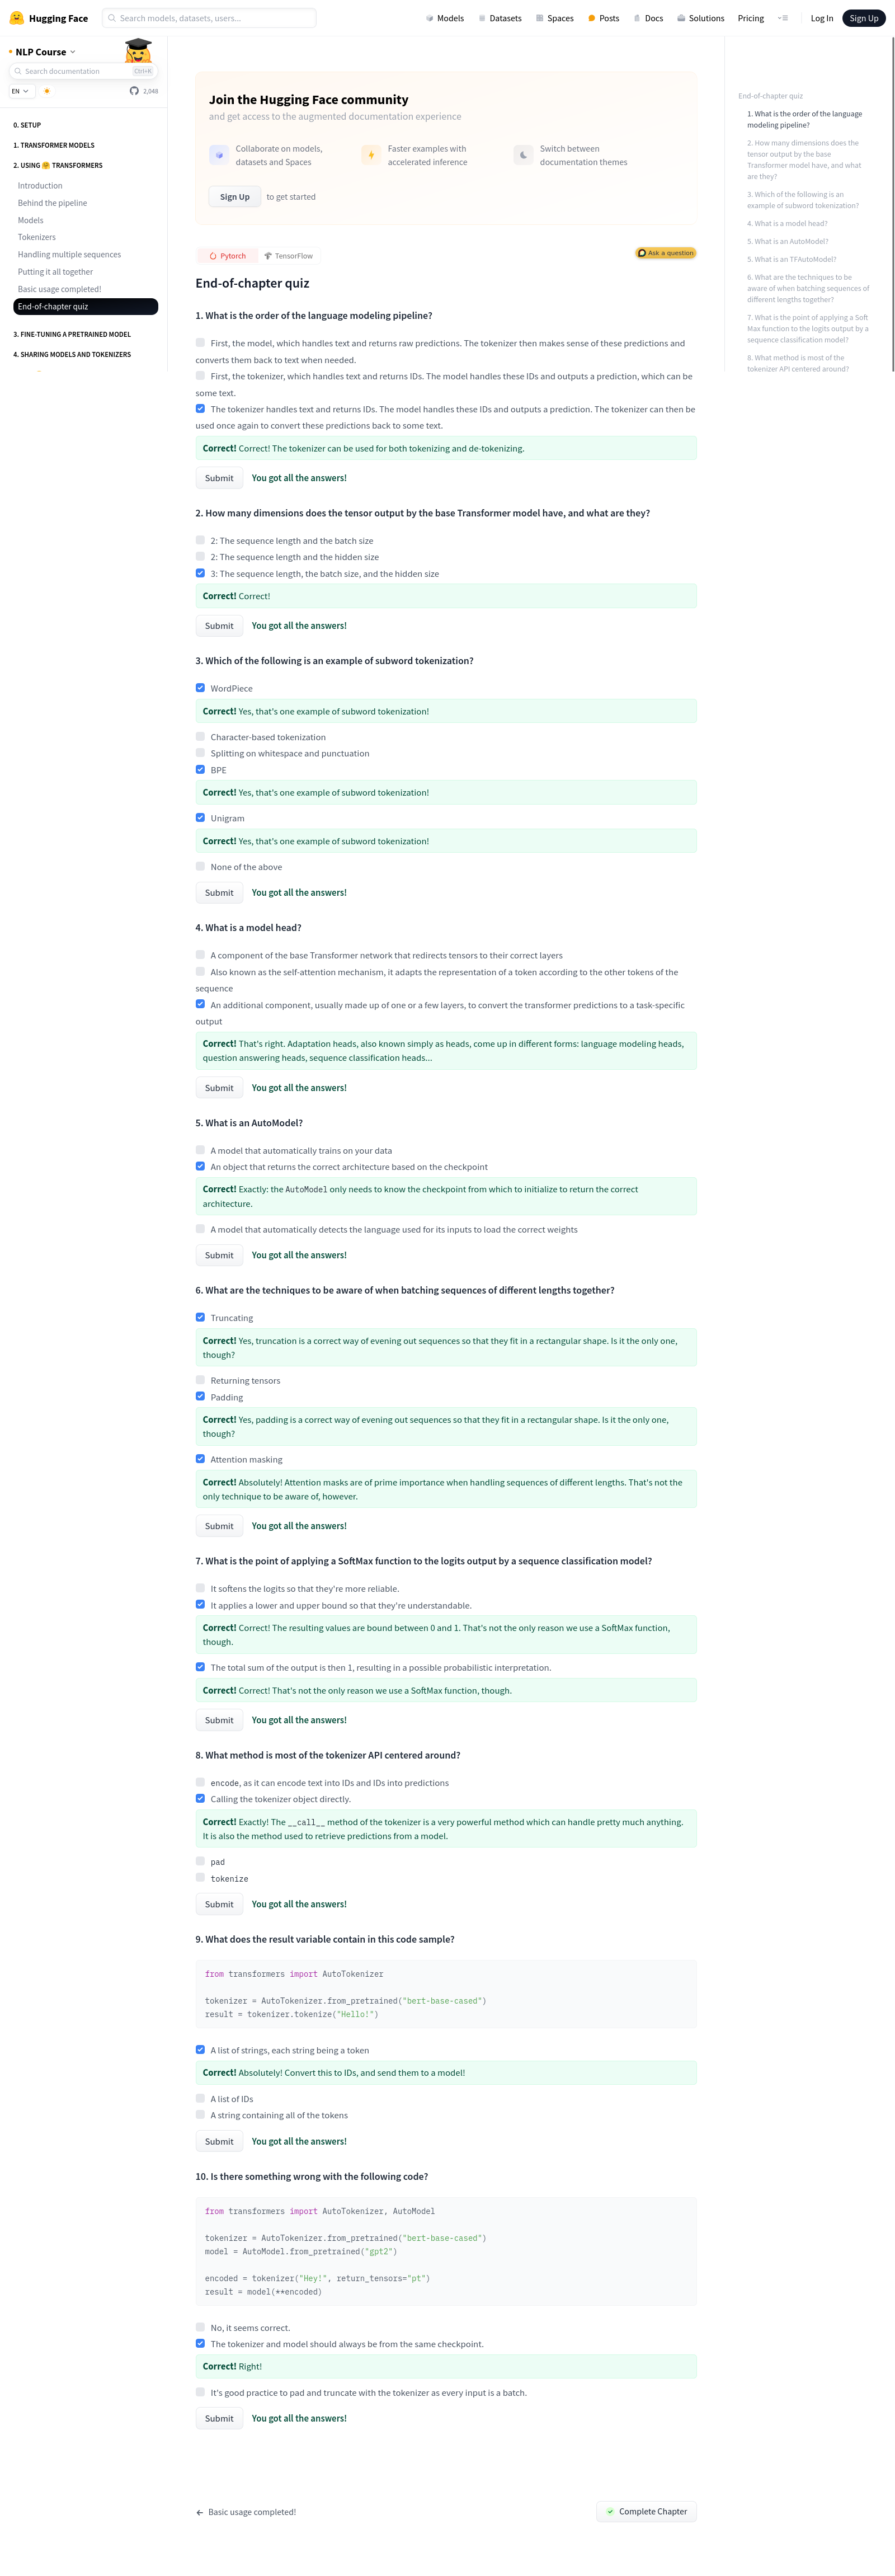 Hugging Face
Search models, datasets, users...
Models
Datasets
Spaces
Posts
Docs
Solutions
Pricing
Log In
Sign Up
NLP Course
Search documentation
Ctrl+K
EN
2,048
0. SETUP
1. TRANSFORMER MODELS
2. USING 🤗 TRANSFORMERS
Introduction
Behind the pipeline
Models
Tokenizers
Handling multiple sequences
Putting it all together
Basic usage completed!
End-of-chapter quiz
3. FINE-TUNING A PRETRAINED MODEL
4. SHARING MODELS AND TOKENIZERS
Join the Hugging Face community
and get access to the augmented documentation experience
Collaborate on models,
datasets and Spaces
Faster examples with
accelerated inference
Switch between
documentation themes
Sign Up
to get started
Pytorch
TensorFlow
Ask a question
End-of-chapter quiz
1. What is the order of the language modeling pipeline?
First, the model, which handles text and returns raw predictions. The tokenizer then makes sense of these predictions and
converts them back to text when needed.
First, the tokenizer, which handles text and returns IDs. The model handles these IDs and outputs a prediction, which can be
some text.
The tokenizer handles text and returns IDs. The model handles these IDs and outputs a prediction. The tokenizer can then be
used once again to convert these predictions back to some text.
Correct! Correct! The tokenizer can be used for both tokenizing and de-tokenizing.
Submit
You got all the answers!
2. How many dimensions does the tensor output by the base Transformer model have, and what are they?
2: The sequence length and the batch size
2: The sequence length and the hidden size
3: The sequence length, the batch size, and the hidden size
Correct! Correct!
Submit
You got all the answers!
3. Which of the following is an example of subword tokenization?
WordPiece
Correct! Yes, that's one example of subword tokenization!
Character-based tokenization
Splitting on whitespace and punctuation
BPE
Correct! Yes, that's one example of subword tokenization!
Unigram
Correct! Yes, that's one example of subword tokenization!
None of the above
Submit
You got all the answers!
4. What is a model head?
A component of the base Transformer network that redirects tensors to their correct layers
Also known as the self-attention mechanism, it adapts the representation of a token according to the other tokens of the
sequence
An additional component, usually made up of one or a few layers, to convert the transformer predictions to a task-specific
output
Correct! That's right. Adaptation heads, also known simply as heads, come up in different forms: language modeling heads,
question answering heads, sequence classification heads...
Submit
You got all the answers!
5. What is an AutoModel?
A model that automatically trains on your data
An object that returns the correct architecture based on the checkpoint
Correct! Exactly: the AutoModel only needs to know the checkpoint from which to initialize to return the correct
architecture.
A model that automatically detects the language used for its inputs to load the correct weights
Submit
You got all the answers!
6. What are the techniques to be aware of when batching sequences of different lengths together?
Truncating
Correct! Yes, truncation is a correct way of evening out sequences so that they fit in a rectangular shape. Is it the only one,
though?
Returning tensors
Padding
Correct! Yes, padding is a correct way of evening out sequences so that they fit in a rectangular shape. Is it the only one,
though?
Attention masking
Correct! Absolutely! Attention masks are of prime importance when handling sequences of different lengths. That's not the
only technique to be aware of, however.
Submit
You got all the answers!
7. What is the point of applying a SoftMax function to the logits output by a sequence classification model?
It softens the logits so that they're more reliable.
It applies a lower and upper bound so that they're understandable.
Correct! Correct! The resulting values are bound between 0 and 1. That's not the only reason we use a SoftMax function,
though.
The total sum of the output is then 1, resulting in a possible probabilistic interpretation.
Correct! Correct! That's not the only reason we use a SoftMax function, though.
Submit
You got all the answers!
8. What method is most of the tokenizer API centered around?
encode, as it can encode text into IDs and IDs into predictions
Calling the tokenizer object directly.
Correct! Exactly! The __call__ method of the tokenizer is a very powerful method which can handle pretty much anything.
It is also the method used to retrieve predictions from a model.
pad
tokenize
Submit
You got all the answers!
9. What does the result variable contain in this code sample?
from transformers import AutoTokenizer
tokenizer = AutoTokenizer.from_pretrained("bert-base-cased")
result = tokenizer.tokenize("Hello!")
A list of strings, each string being a token
Correct! Absolutely! Convert this to IDs, and send them to a model!
A list of IDs
A string containing all of the tokens
Submit
You got all the answers!
10. Is there something wrong with the following code?
from transformers import AutoTokenizer, AutoModel
tokenizer = AutoTokenizer.from_pretrained("bert-base-cased")
model = AutoModel.from_pretrained("gpt2")
encoded = tokenizer("Hey!", return_tensors="pt")
result = model(**encoded)
No, it seems correct.
The tokenizer and model should always be from the same checkpoint.
Correct! Right!
It's good practice to pad and truncate with the tokenizer as every input is a batch.
Submit
You got all the answers!
← Basic usage completed!
Complete Chapter
End-of-chapter quiz
1. What is the order of the language
modeling pipeline?
2. How many dimensions does the
tensor output by the base
Transformer model have, and what
are they?
3. Which of the following is an
example of subword tokenization?
4. What is a model head?
5. What is an AutoModel?
5. What is an TFAutoModel?
6. What are the techniques to be
aware of when batching sequences of
different lengths together?
7. What is the point of applying a Soft
Max function to the logits output by a
sequence classification model?
8. What method is most of the
tokenizer API centered around?